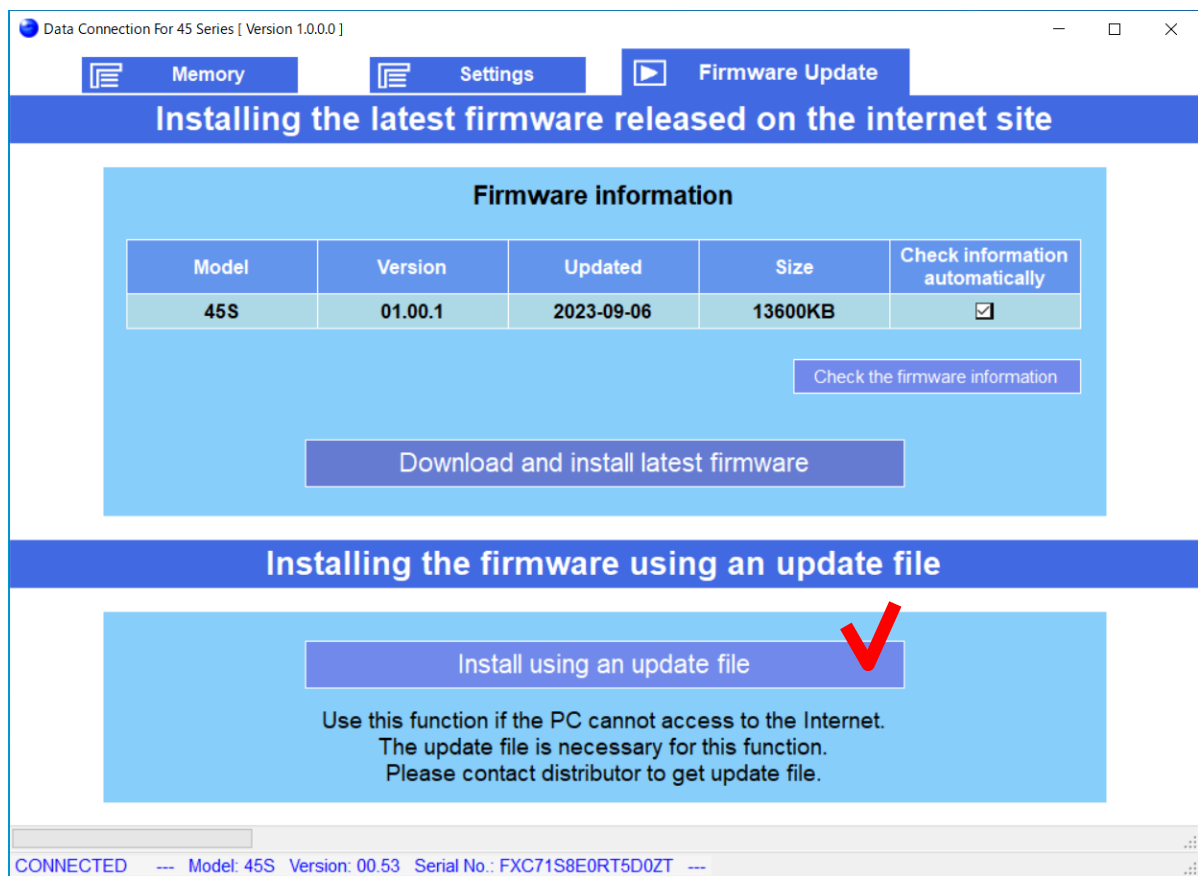 Data Connection For 45 Series [ Version 1.0.0.0 ]
Memory
Settings
Firmware Update
Installing the latest firmware released on the internet site
Firmware information
Model Version Updated Size Check information automatically
45S 01.00.1 2023-09-06 13600KB
Check the firmware information
Download and install latest firmware
Installing the firmware using an update file
Install using an update file
Use this function if the PC cannot access to the Internet.
The update file is necessary for this function.
Please contact distributor to get update file.
CONNECTED --- Model: 45S Version: 00.53 Serial No.: FXC71S8E0RT5D0ZT ---